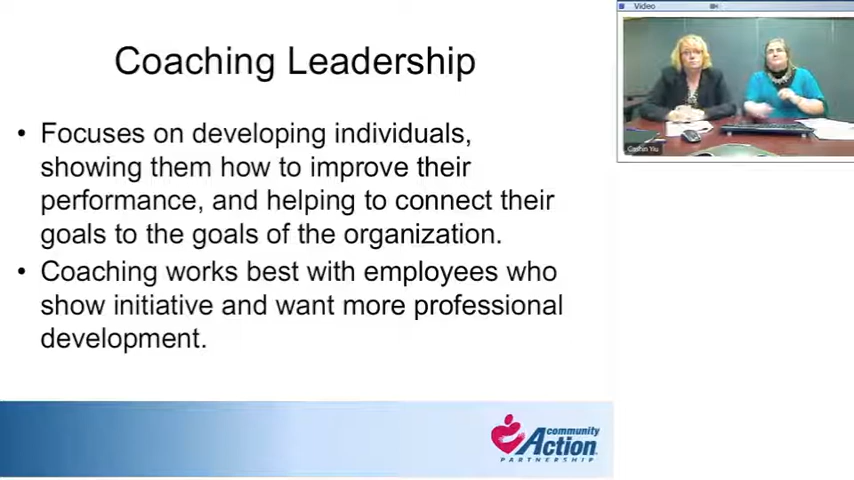 Coaching Leadership
• Focuses on developing individuals,
showing them how to improve their
performance, and helping to connect their
goals to the goals of the organization.
• Coaching works best with employees who
show initiative and want more professional
development.
community
Action
PARTNERSHIP
Video